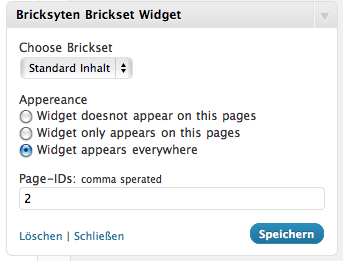 Bricksyten Brickset Widget
Choose Brickset
Standard Inhalt
Appereance
Widget doesnot appear on this pages
Widget only appears on this pages
Widget appears everywhere
Page-IDs: comma sperated
2
Löschen | Schließen Speichern